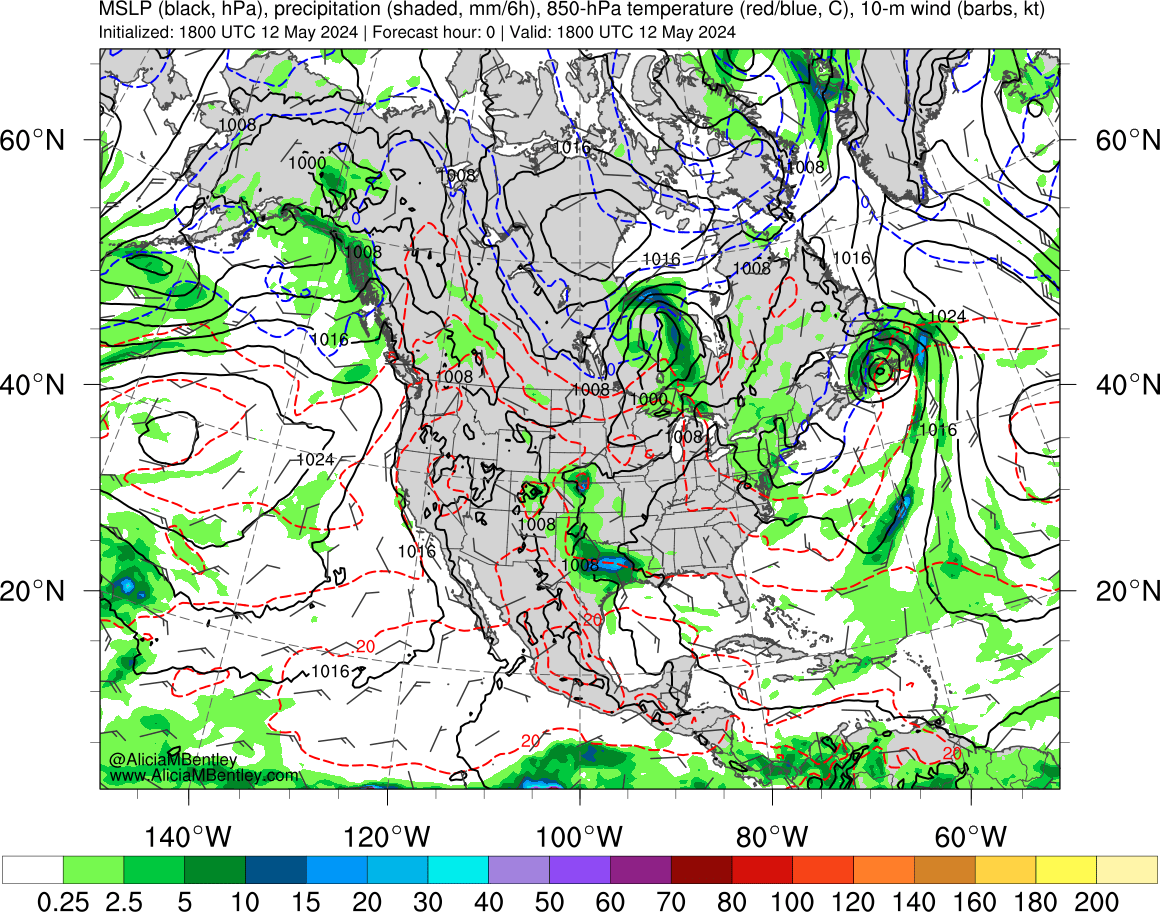 MSLP (black, hPa), precipitation (shaded, mm/6h), 850-hPa temperature (red/blue, C), 10-m wind (barbs, kt)
Initialized: 1800 UTC 12 May 2024 | Forecast hour: 0 | Valid: 1800 UTC 12 May 2024
1008
1016
60°N
60°N
1000
1008
1008
0
0
1008
1016
1008
1016
1024
1016
0
1008
40°N
40°N
1008
5
1000
1016
1008
5
1024
1008
1016
1008
20°N
20°N
20
20
1016
20
20
@AliciaMBentley
www.AliciaMBentley.com
140°W 120°W 100°W 80°W 60°W
0.25 2.5 5 10 15 20 30 40 50 60 70 80 100 120 140 160 180 200